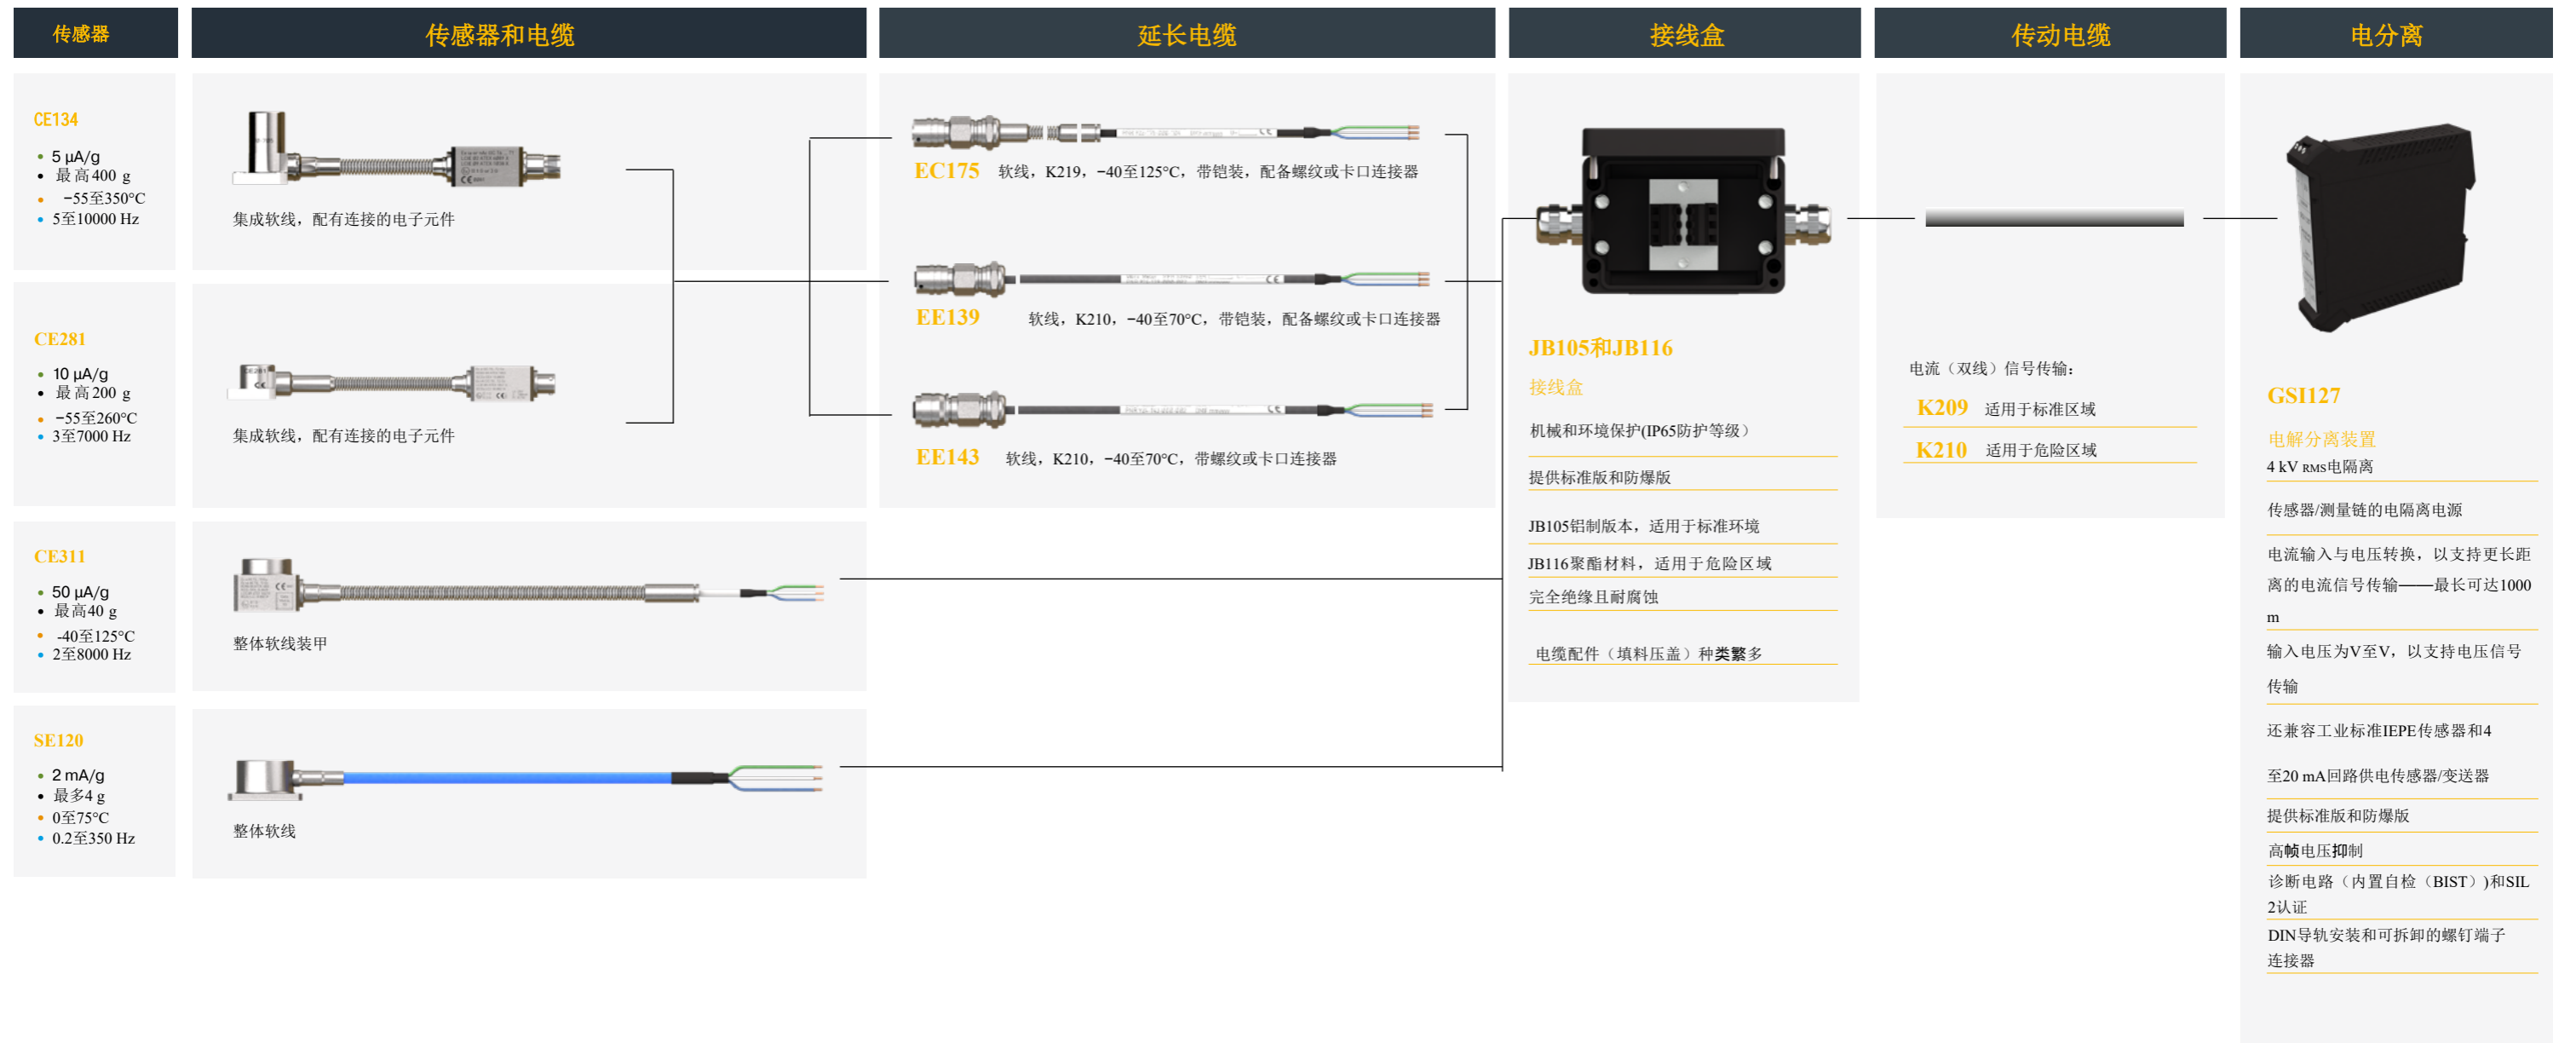 传感器
传感器和电缆
延长电缆
接线盒
传动电缆
电分离
CE134
5 µA/g
最高400 g
−55至350°C
5至10000 Hz
集成软线，配有连接的电子元件
CE281
10 µA/g
最高200 g
−55至260°C
3至7000 Hz
集成软线，配有连接的电子元件
CE311
50 µA/g
最高40 g
-40至125°C
2至8000 Hz
整体软线装甲
SE120
2 mA/g
最多4 g
0至75°C
0.2至350 Hz
整体软线
EC175 软线，K219，−40至125°C，带铠装，配备螺纹或卡口连接器
EE139 软线，K210，−40至70°C，带铠装，配备螺纹或卡口连接器
EE143 软线，K210，−40至70°C，带螺纹或卡口连接器
JB105和JB116
接线盒
机械和环境保护(IP65防护等级）
提供标准版和防爆版
JB105铝制版本，适用于标准环境
JB116聚酯材料，适用于危险区域
完全绝缘且耐腐蚀
电缆配件（填料压盖）种类繁多
电流（双线）信号传输：
K209 适用于标准区域
K210 适用于危险区域
GSI127
电解分离装置
4 kV RMS电隔离
传感器/测量链的电隔离电源
电流输入与电压转换，以支持更长距
离的电流信号传输——最长可达1000
m
输入电压为V至V，以支持电压信号
传输
还兼容工业标准IEPE传感器和4
至20 mA回路供电传感器/变送器
提供标准版和防爆版
高帧电压抑制
诊断电路（内置自检（BIST）)和SIL
2认证
DIN导轨安装和可拆卸的螺钉端子
连接器